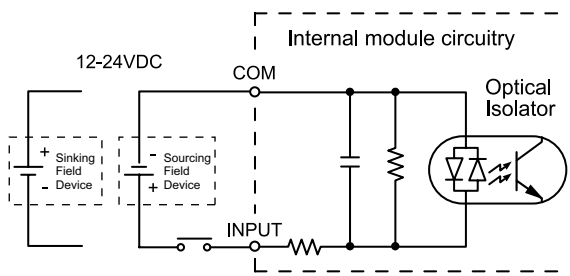 Internal module circuitry
12-24VDC
COM
Optical
Isolator
+
Sinking
Field
-
Device
-
Sourcing
Field
+
Device
INPUT